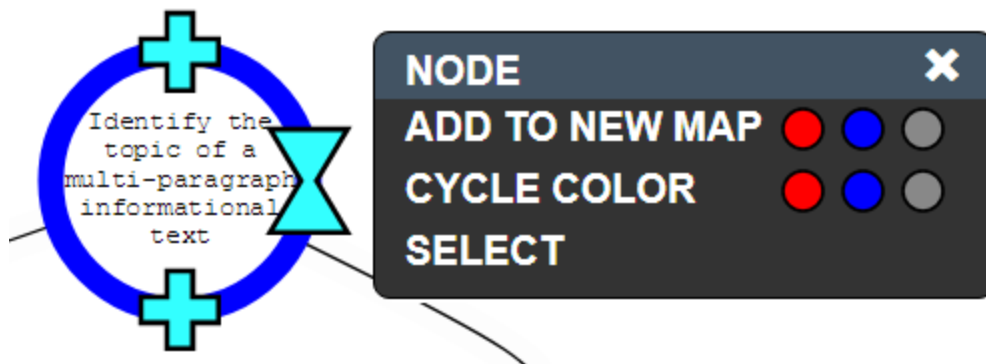 Identify the
topic of a
multi-paragraph
informational
text
NODE
ADD TO NEW MAP
CYCLE COLOR
SELECT